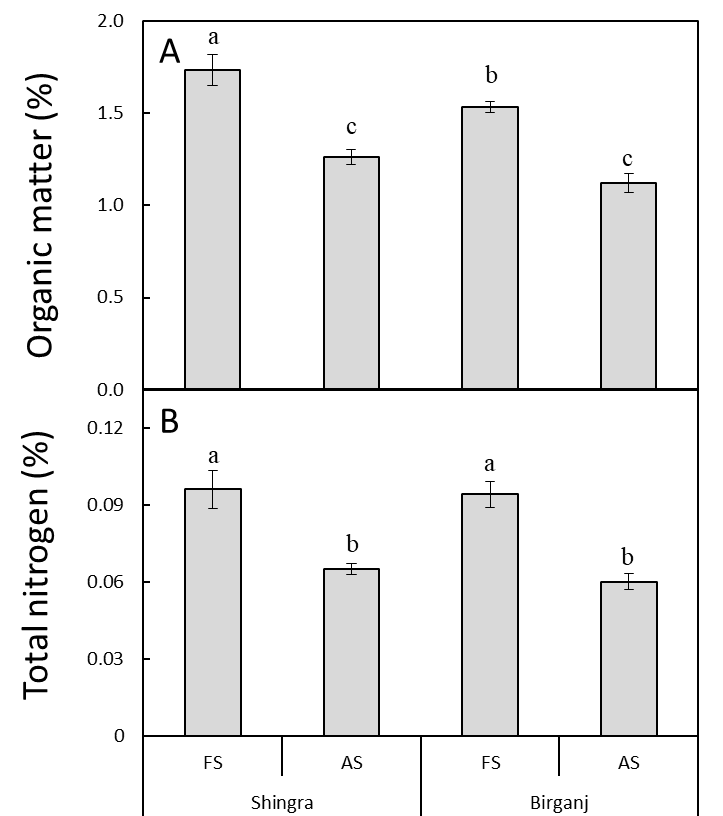 A
Organic matter (%)
2.0
1.5
1.0
0.5
0.0
a
c
b
c
B
Total nitrogen (%)
0.12
0.09
0.06
0.03
0
a
b
a
b
FS AS FS AS
Shingra Birganj